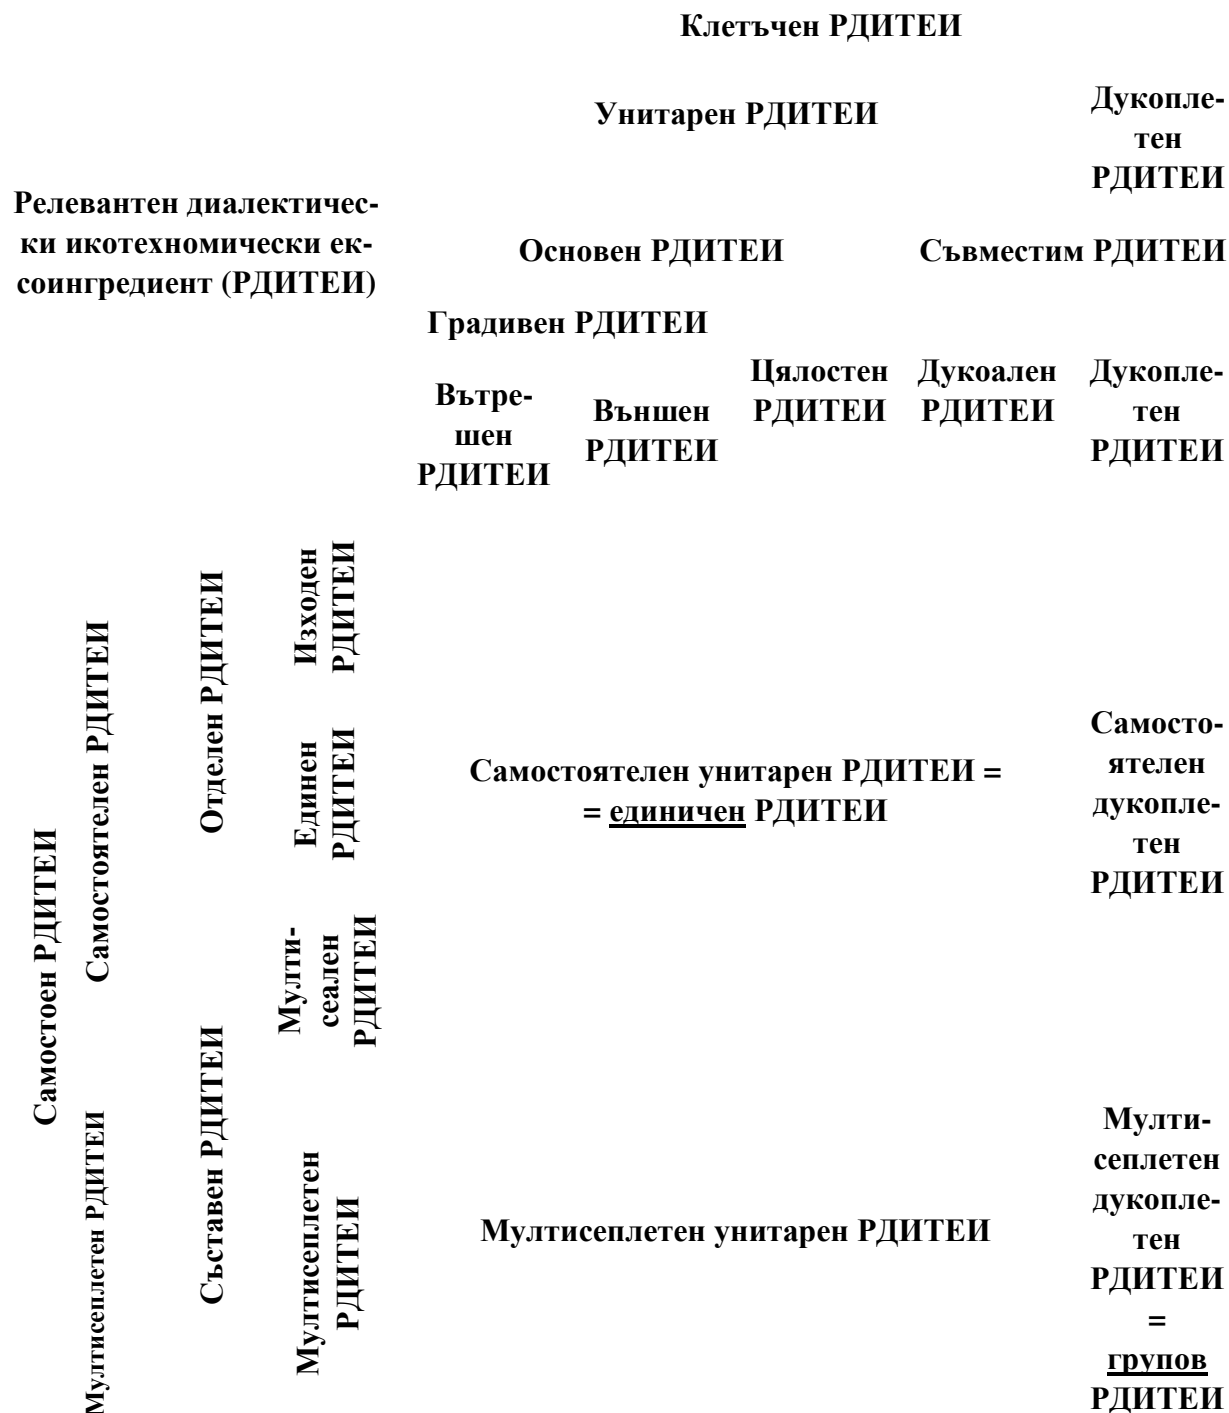 Клетъчен РДИТЕИ
Унитарен РДИТЕИ
Дукопле-
тен
РДИТЕИ
Релевантен диалектичес-
ки икотехномически ек-
соингредиент (РДИТЕИ)
Основен РДИТЕИ
Съвместим РДИТЕИ
Градивен РДИТЕИ
Вътре-
шен
РДИТЕИ
Външен
РДИТЕИ
Цялостен
РДИТЕИ
Дукоален
РДИТЕИ
Дукопле-
тен
РДИТЕИ
Самостоен РДИТЕИ
Самостоятелен РДИТЕИ
Отделен РДИТЕИ
Изходен
РДИТЕИ
Единен
РДИТЕИ
Самостоятелен унитарен РДИТЕИ =
= единичен РДИТЕИ
Самосто-
ятелен
дукопле-
тен
РДИТЕИ
Мулти-
сеален
РДИТЕИ
Мултисеплетен РДИТЕИ
Съставен РДИТЕИ
Мултисеплетен
РДИТЕИ
Мултисеплетен унитарен РДИТЕИ
Мулти-
сеплетен
дукопле-
тен
РДИТЕИ
=
групов
РДИТЕИ